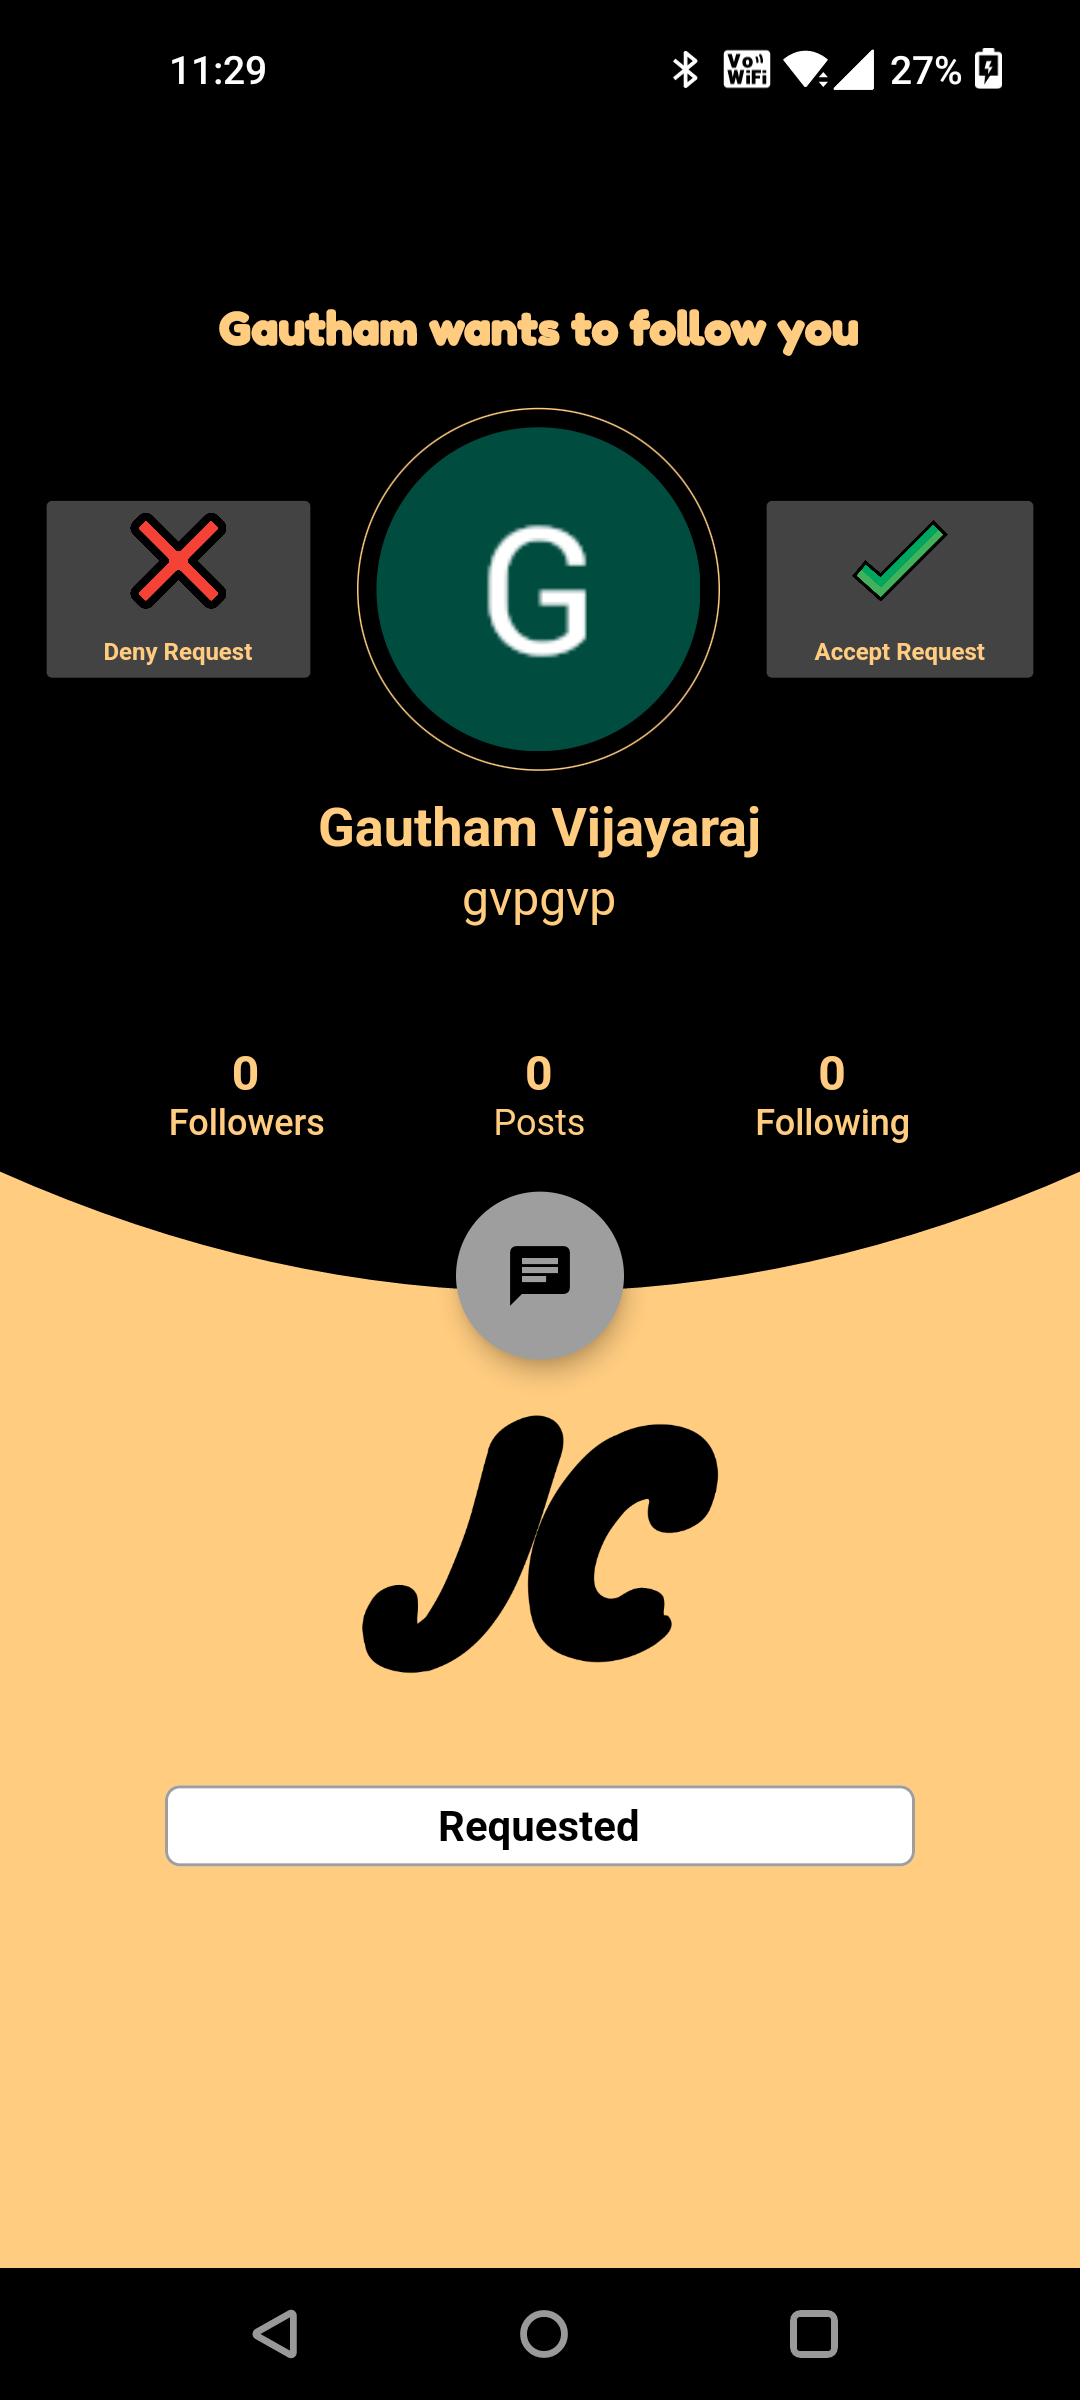 11:29
Vo WiFi 27%
Gautham wants to follow you
G
Deny Request
Accept Request
Gautham Vijayaraj
gvpgvp
0 0 0
Followers Posts Following
JC
Requested